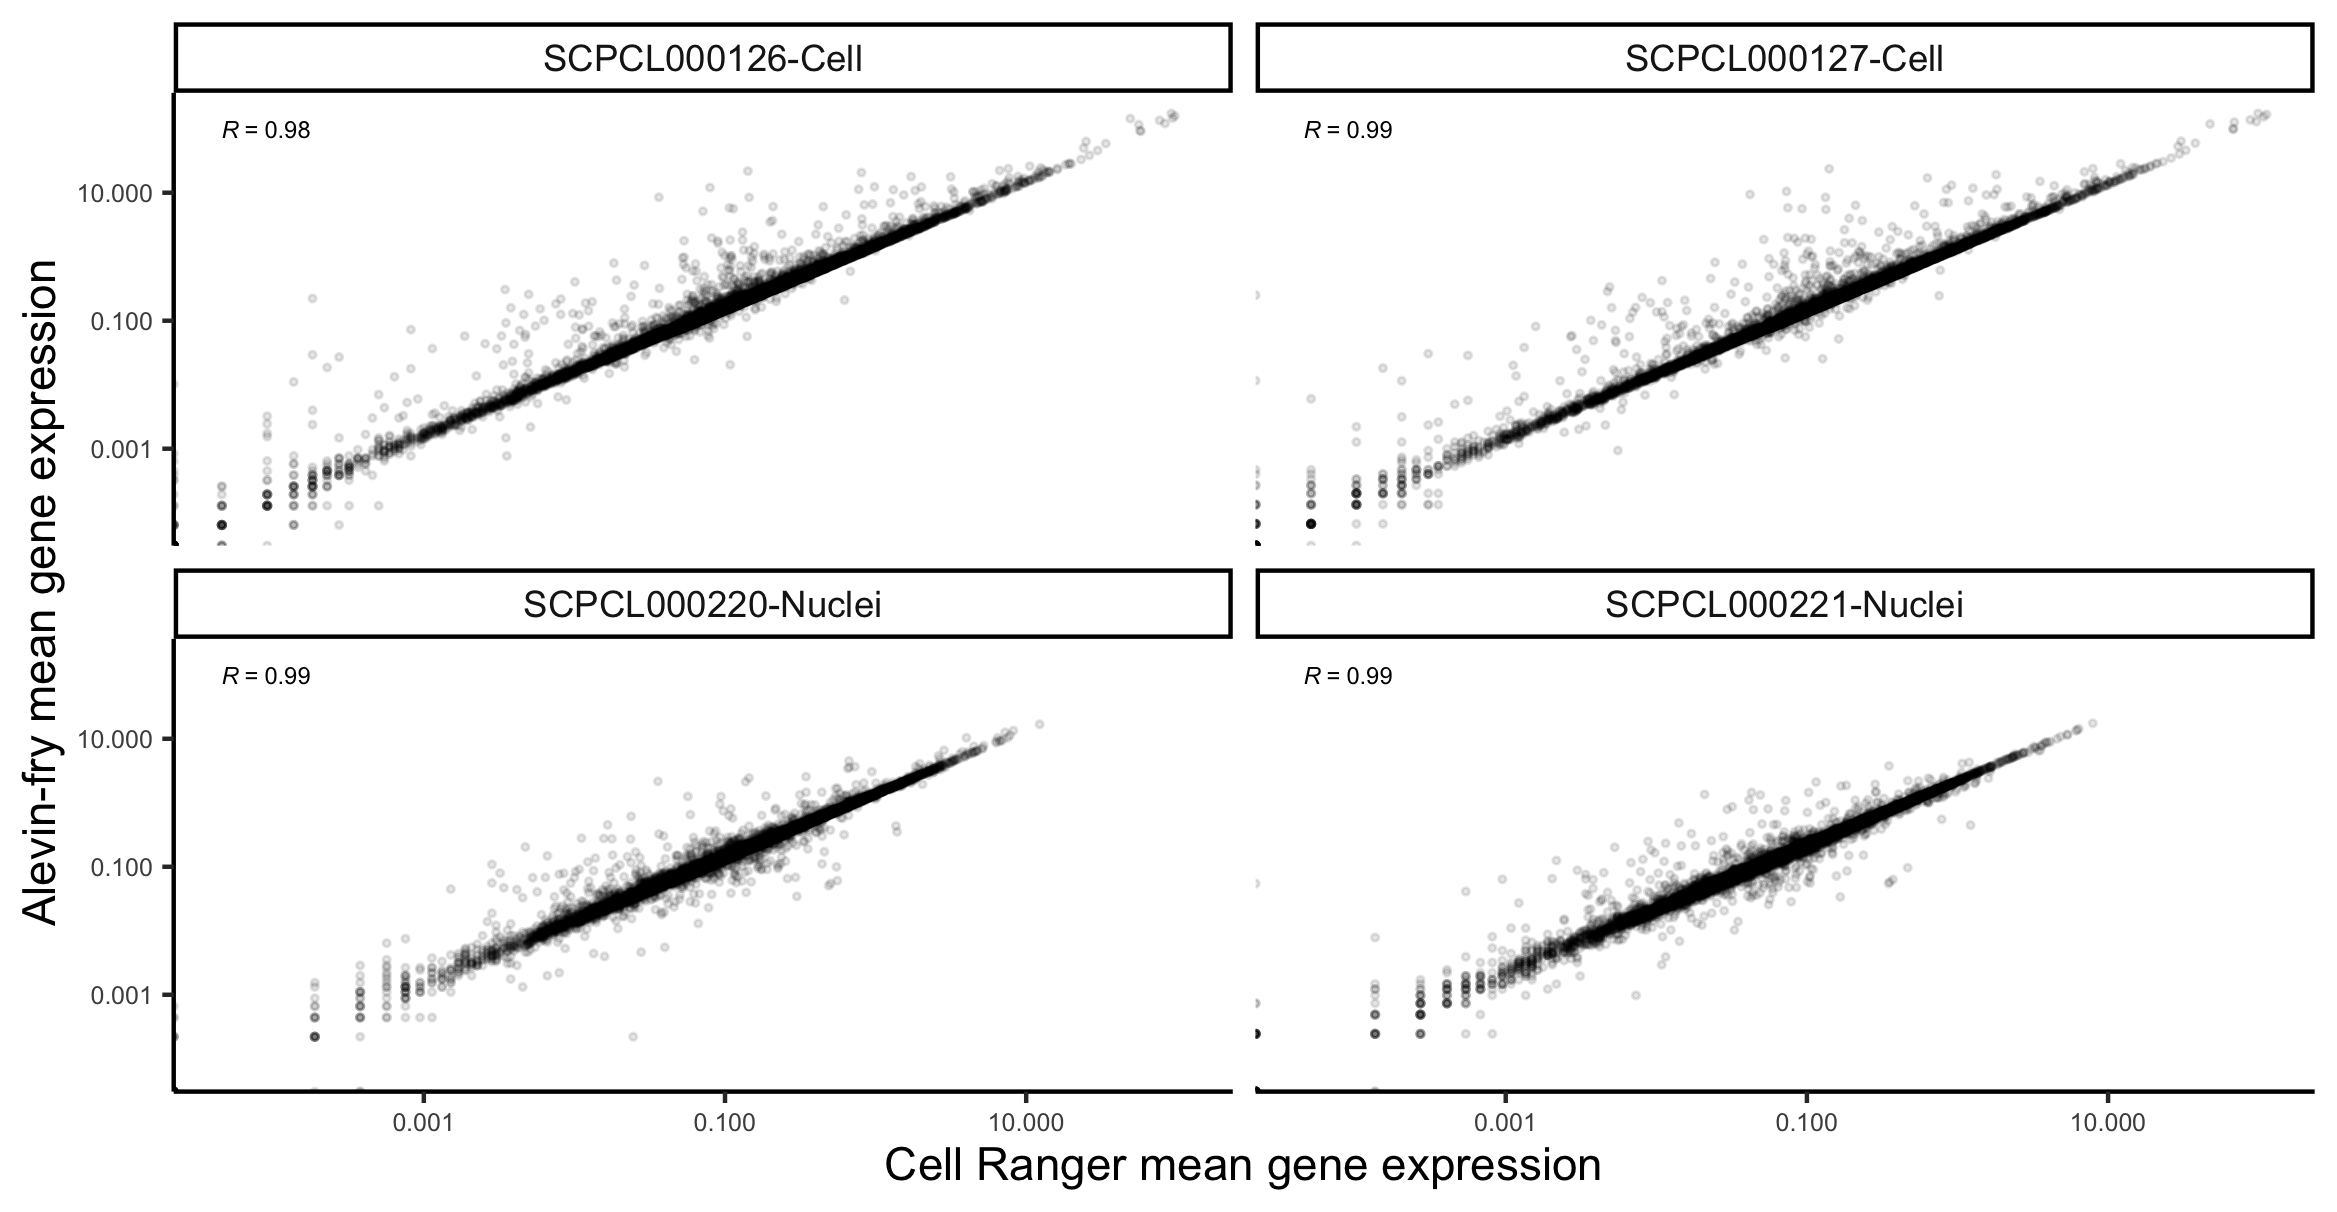 SCPCL000126-Cell
SCPCL000127-Cell
R = 0.98
R = 0.99
10.000
0.100
0.001
SCPCL000220-Nuclei
SCPCL000221-Nuclei
R = 0.99
R = 0.99
10.000
0.100
0.001
Alevin-fry mean gene expression
0.001
0.100
10.000
0.001
0.100
10.000
Cell Ranger mean gene expression